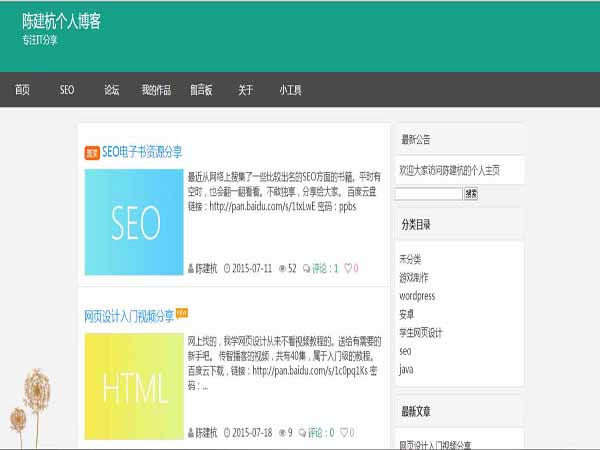 陈建杭个人博客
专注IT分享
首页 SEO 论坛 我的作品 留言板 关于 小工具
搜索 SEO电子书资源分享
SEO
最近从网络上搜集了一些比较出名的SEO方面的书籍。平时有
空时，也会翻一翻看看。不敢独享，分享给大家。 百度云盘
链接：http://pan.baidu.com/s/1txLwE 密码：ppbs
陈建杭 2015-07-11 52 评论：1 0
网页设计入门视频分享 NEW
HTML
网上找的，我学网页设计从来不看视频教程的。送给有需要的
新手吧。 传智播客的视频，共有40集，属于入门级的教程。
百度云下载，链接：http://pan.baidu.com/s/1c0pq1Ks 密
码：...
陈建杭 2015-07-18 9 评论：0 0
最新公告
欢迎大家访问陈建杭的个人主页
搜索
分类目录
未分类
游戏制作
wordpress
安卓
学生网页设计
seo
java
最新文章
网页设计入门视频分享